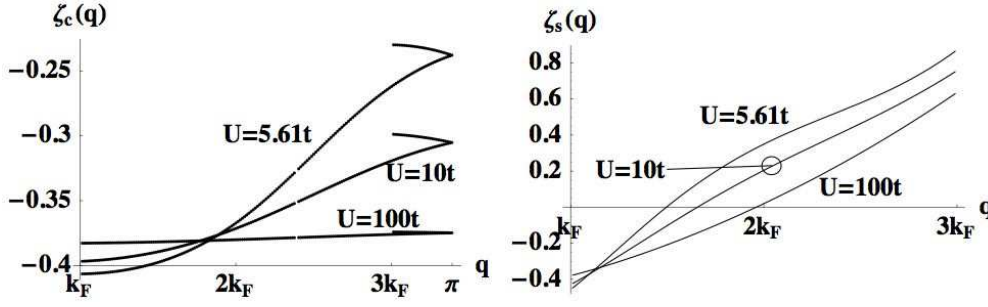 ζc(q)
−0.25
−0.3
−0.35
−0.4
U=5.61t
U=10t
U=100t
kF
2kF
3kF
π
q
ζs(q)
0.8
0.6
0.4
0.2
−0.2
−0.4
U=5.61t
U=10t
U=100t
kF
2kF
3kF
q